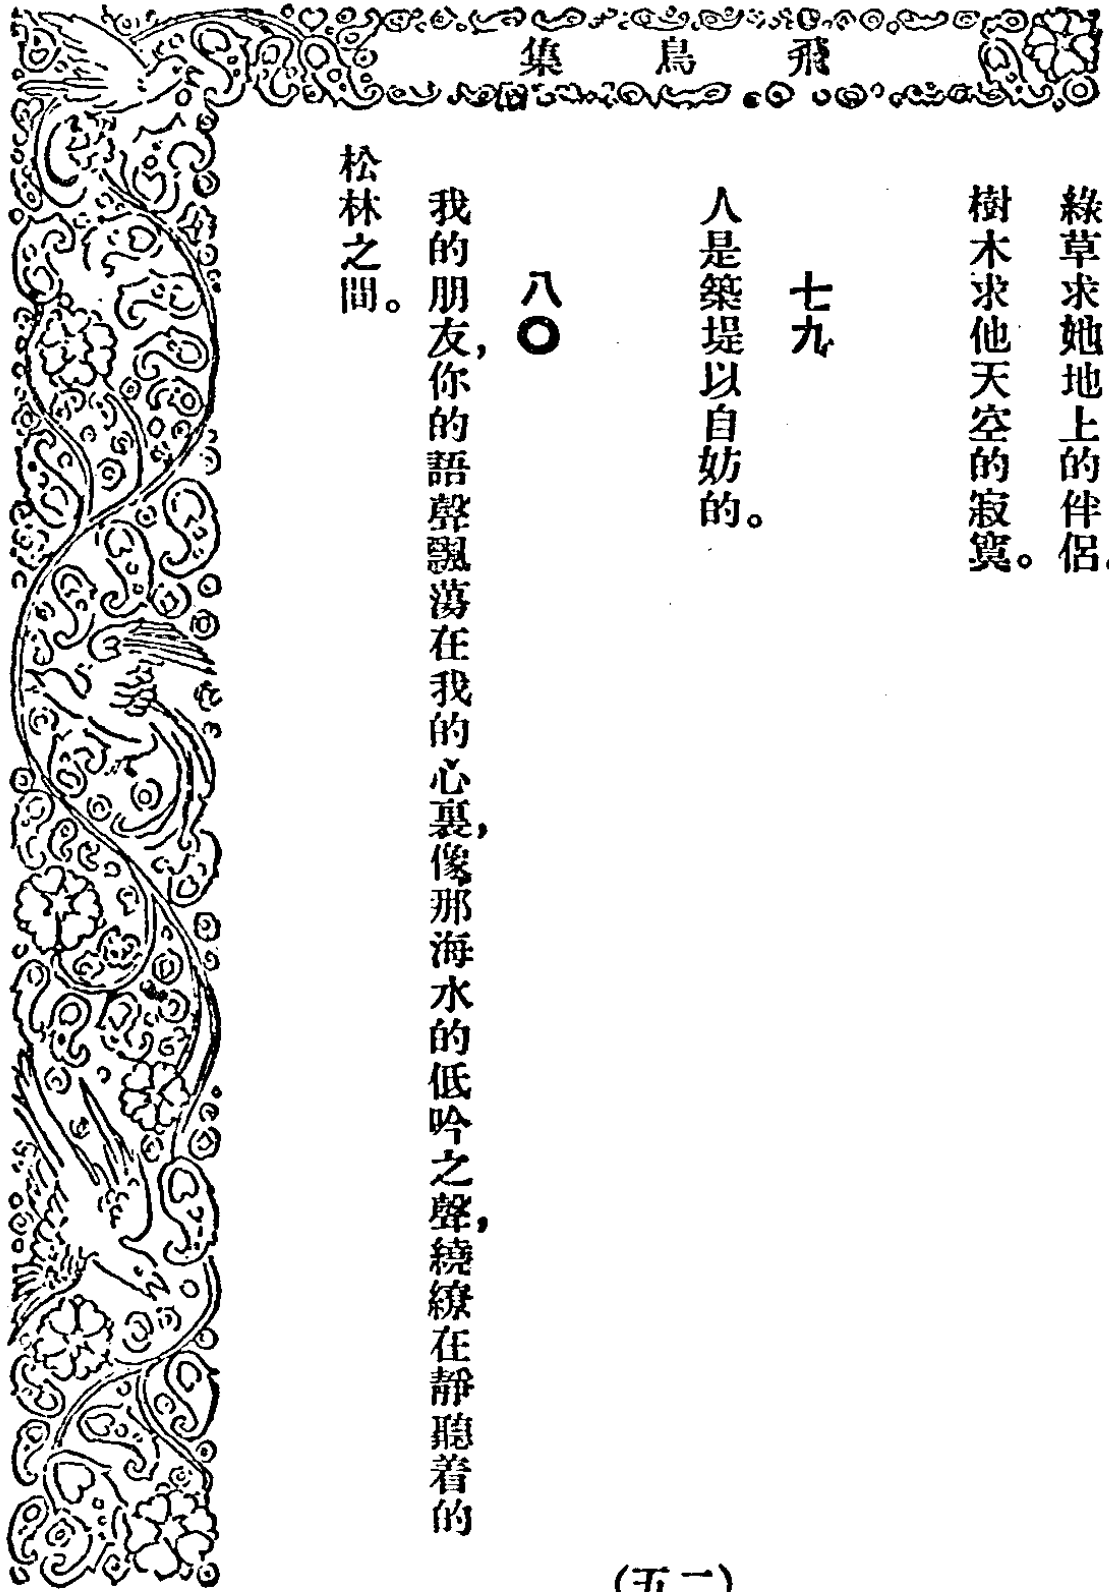 飛鳥集
綠草求她地上的伴侶。
樹木求他天空的寂寞。
七九
人是築堤以自妨的。
八〇
我的朋友，你的語聲飄蕩在我的心裏，像那海水的低吟之聲，繞繚在靜聽着的
松林之間。
（二五）